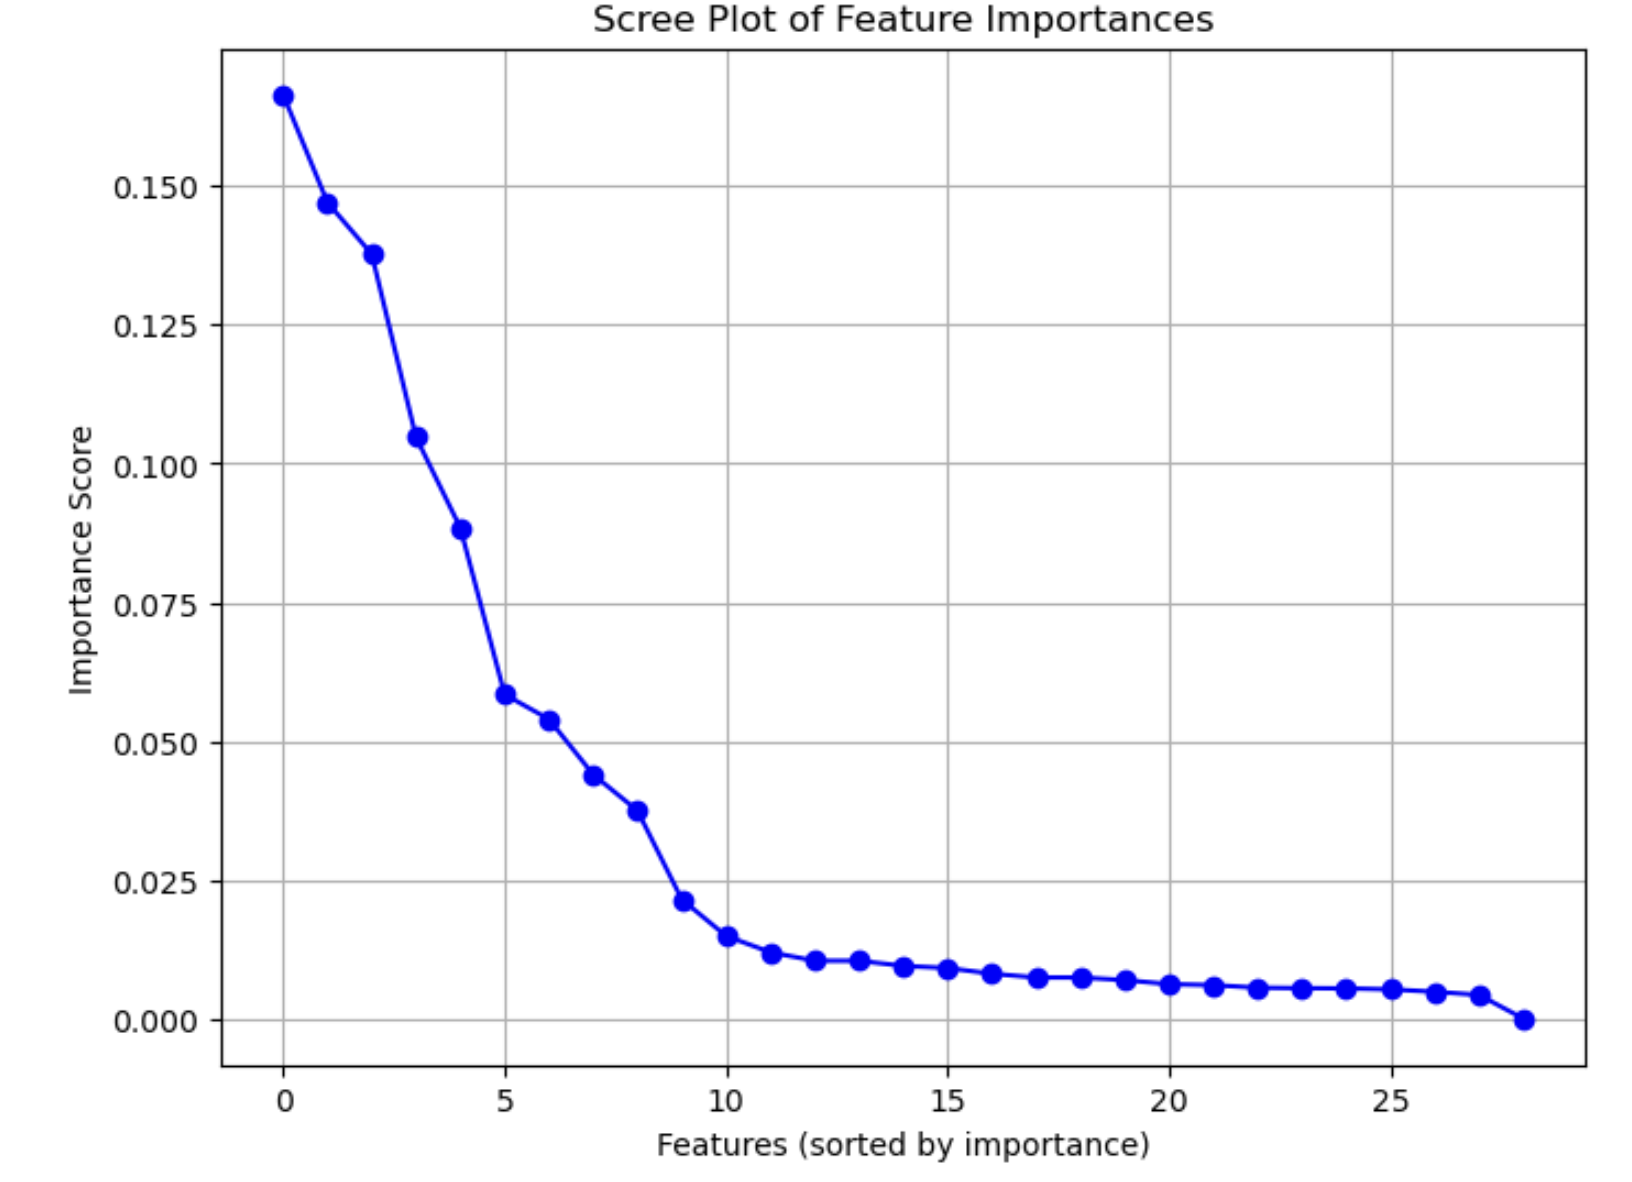 Scree Plot of Feature Importances
0.150
0.125
0.100
0.075
0.050
0.025
0.000
Importance Score
0 5 10 15 20 25
Features (sorted by importance)